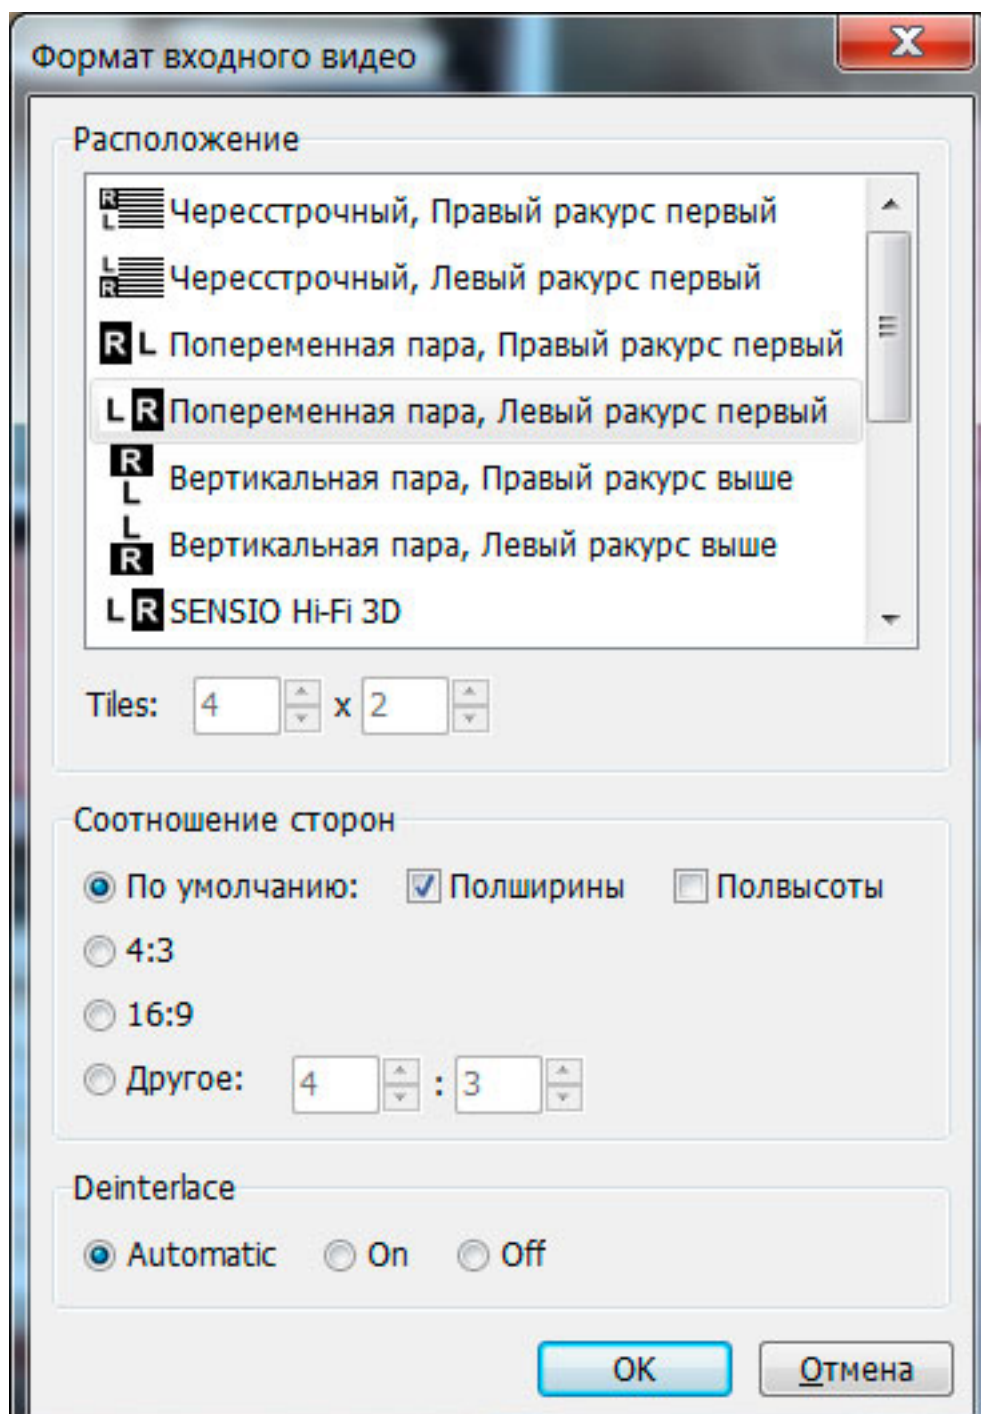 Формат входного видео
X
Расположение
R L Чересстрочный, Правый ракурс первый
L R Чересстрочный, Левый ракурс первый
R L Попеременная пара, Правый ракурс первый
L R Попеременная пара, Левый ракурс первый
R L Вертикальная пара, Правый ракурс выше
L R Вертикальная пара, Левый ракурс выше
L R SENSIO Hi-Fi 3D
Tiles: 4 x 2
Соотношение сторон
По умолчанию: Полширины Полвысоты
4:3
16:9
Другое: 4 : 3
Deinterlace
Automatic On Off
OK Отмена